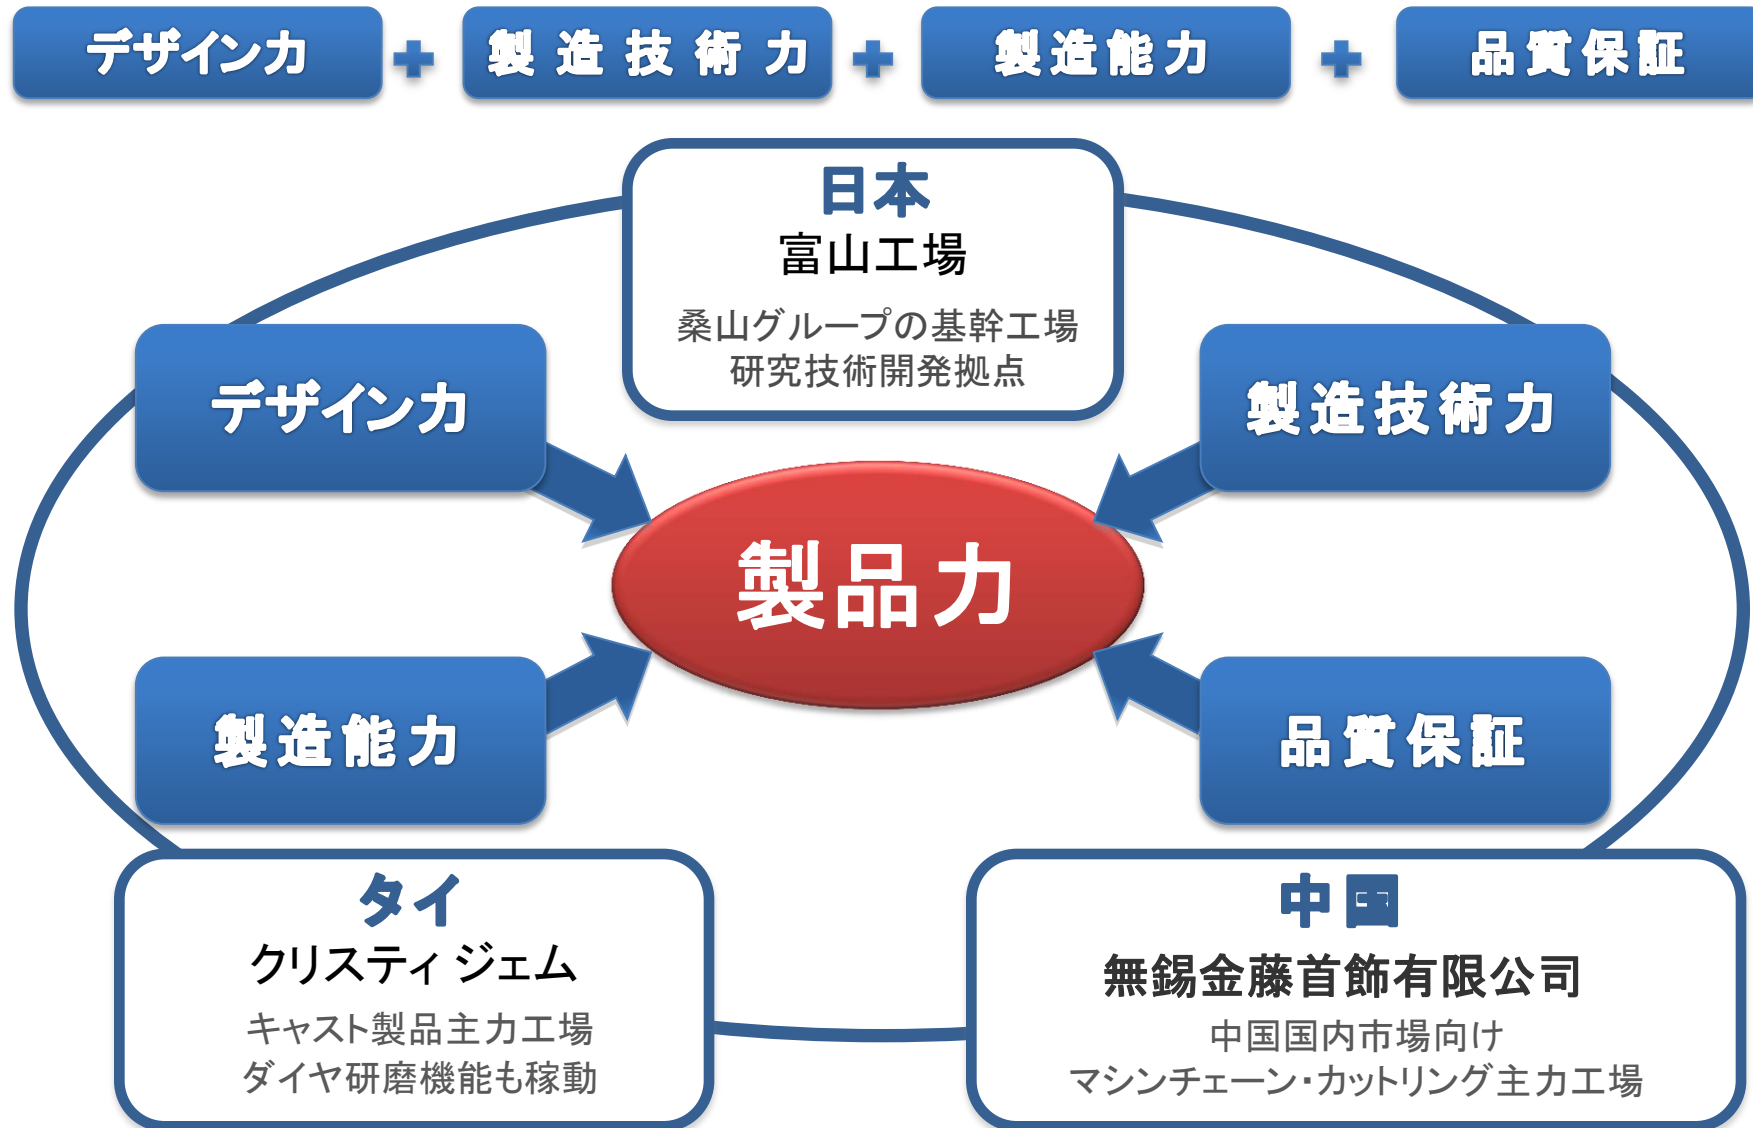 デザイン力 + 製造技術力 + 製造能力 + 品質保証
日本
富山工場
桑山グループの基幹工場
研究技術開発拠点
デザイン力
製造技術力
製品力
製造能力
品質保証
タイ
クリスティ ジェム
キャスト製品主力工場
ダイヤ研磨機能も稼動
中国
無錫金藤首飾有限公司
中国国内市場向け
マシンチェーン・カットリング主力工場